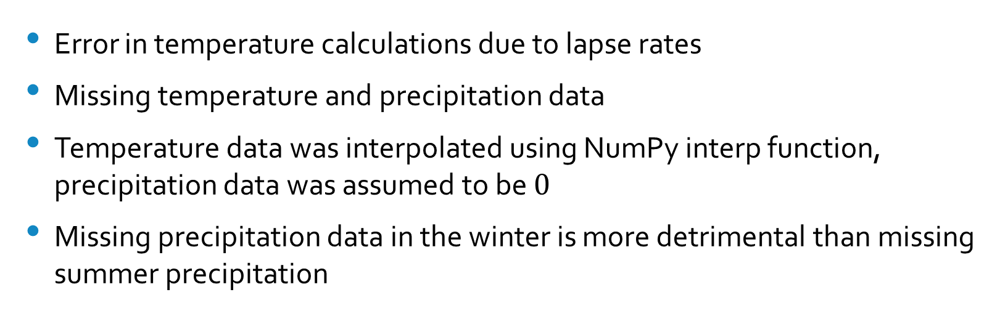 • Error in temperature calculations due to lapse rates
• Missing temperature and precipitation data
• Temperature data was interpolated using NumPy interp function,
precipitation data was assumed to be 0
• Missing precipitation data in the winter is more detrimental than missing
summer precipitation